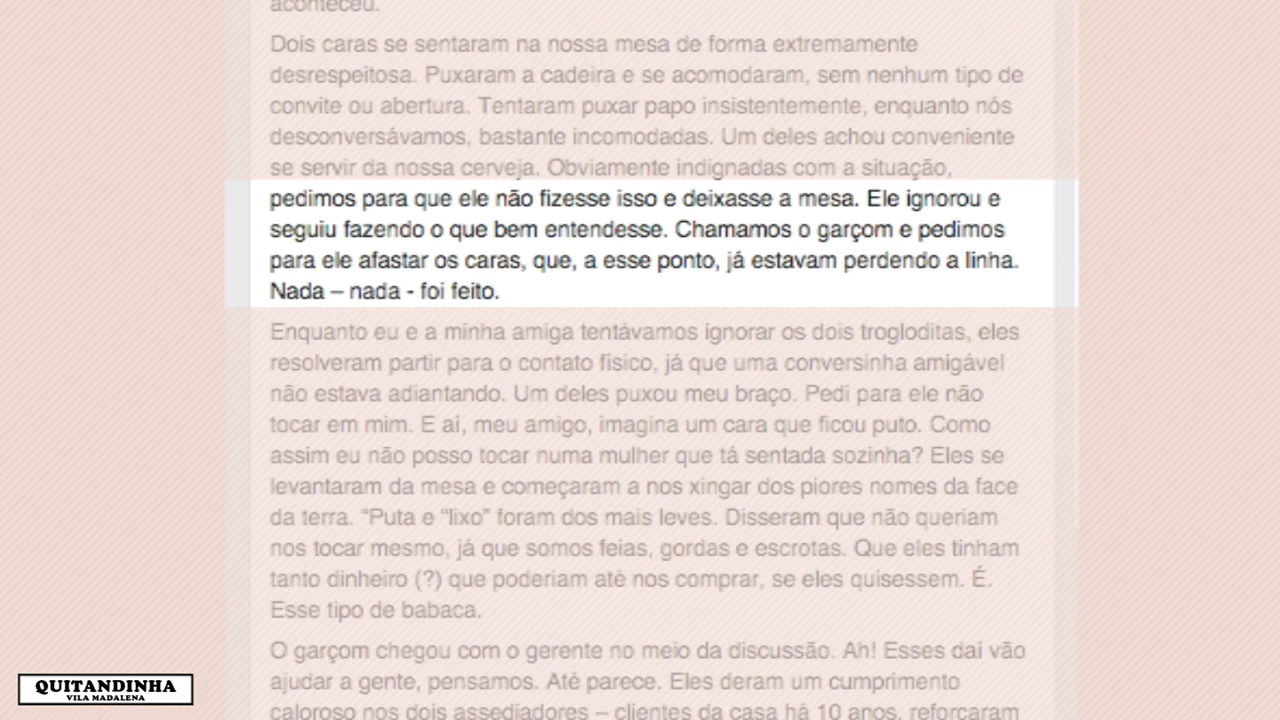 aconteceu.
Dois caras se sentaram na nossa mesa de forma extremamente
desrespeitosa. Puxaram a cadeira e se acomodaram, sem nenhum tipo de
convite ou abertura. Tentaram puxar papo insistentemente, enquanto nós
desconversávamos, bastante incomodadas. Um deles achou conveniente
se servir da nossa cerveja. Obviamente indignadas com a situação,
pedimos para que ele não fizesse isso e deixasse a mesa. Ele ignorou e
seguiu fazendo o que bem entendesse. Chamamos o garçom e pedimos
para ele afastar os caras, que, a esse ponto, já estavam perdendo a linha.
Nada – nada - foi feito.
Enquanto eu e a minha amiga tentávamos ignorar os dois trogloditas, eles
resolveram partir para o contato físico, já que uma conversinha amigável
não estava adiantando. Um deles puxou meu braço. Pedi para ele não
tocar em mim. E aí, meu amigo, imagina um cara que ficou puto. Como
assim eu não posso tocar numa mulher que tá sentada sozinha? Eles se
levantaram da mesa e começaram a nos xingar dos piores nomes da face
da terra. “Puta e “lixo” foram dos mais leves. Disseram que não queriam
nos tocar mesmo, já que somos feias, gordas e escrotas. Que eles tinham
tanto dinheiro (?) que poderiam até nos comprar, se eles quisessem. É.
Esse tipo de babaca.
O garçom chegou com o gerente no meio da discussão. Ah! Esses daí vão
ajudar a gente, pensamos. Até parece. Eles deram um cumprimento
caloroso nos dois assediadores – clientes da casa há 10 anos, reforçaram
QUITANDINHA
VILA MADALENA